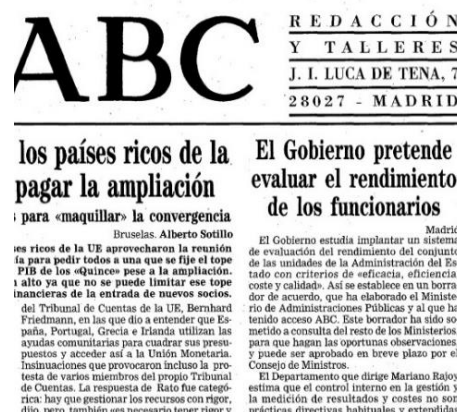 ABC
REDACCIÓN
Y TALLERES
J. I. LUCA DE TENA, 7
28027 - MADRID
los países ricos de la
pagar la ampliación
para «maquillar» la convergencia
Bruselas. Alberto Sotillo
es ricos de la UE aprovecharon la reunión
ía para pedir todos a una que se fije el tope
PIB de los «Quince» pese a la ampliación.
alto ya que no se puede limitar ese tope
inancieras de la entrada de nuevos socios.
del Tribunal de Cuentas de la UE, Bernhard
Friedmann, en las que dio a entender que Es-
paña, Portugal, Grecia e Irlanda utilizan las
ayudas comunitarias para cuadrar sus presu-
puestos y acceder así a la Unión Monetaria.
Insinuaciones que provocaron incluso la pro-
testa de varios miembros del propio Tribunal
de Cuentas. La respuesta de Rato fue categó-
rica: hay que gestionar los recursos con rigor,
dijo, pero también «es necesario tener rigor y
El Gobierno pretende
evaluar el rendimiento
de los funcionarios
Madrid
El Gobierno estudia implantar un sistema
de evaluación del rendimiento del conjunto
de las unidades de la Administración del Es
tado con criterios de «eficacia, eficiencia
coste y calidad». Así se establece en un borra
dor de acuerdo, que ha elaborado el Ministe
rio de Administraciones Públicas y al que ha
tenido acceso ABC. Este borrador ha sido so
metido a consulta del resto de los Ministerios
para que hagan las oportunas observaciones
y puede ser aprobado en breve plazo por el
Consejo de Ministros.
El Departamento que dirige Mariano Rajoy
estima que el control interno en la gestión y
la medición de resultados y costes no son
prácticas directivas habituales y extendidas